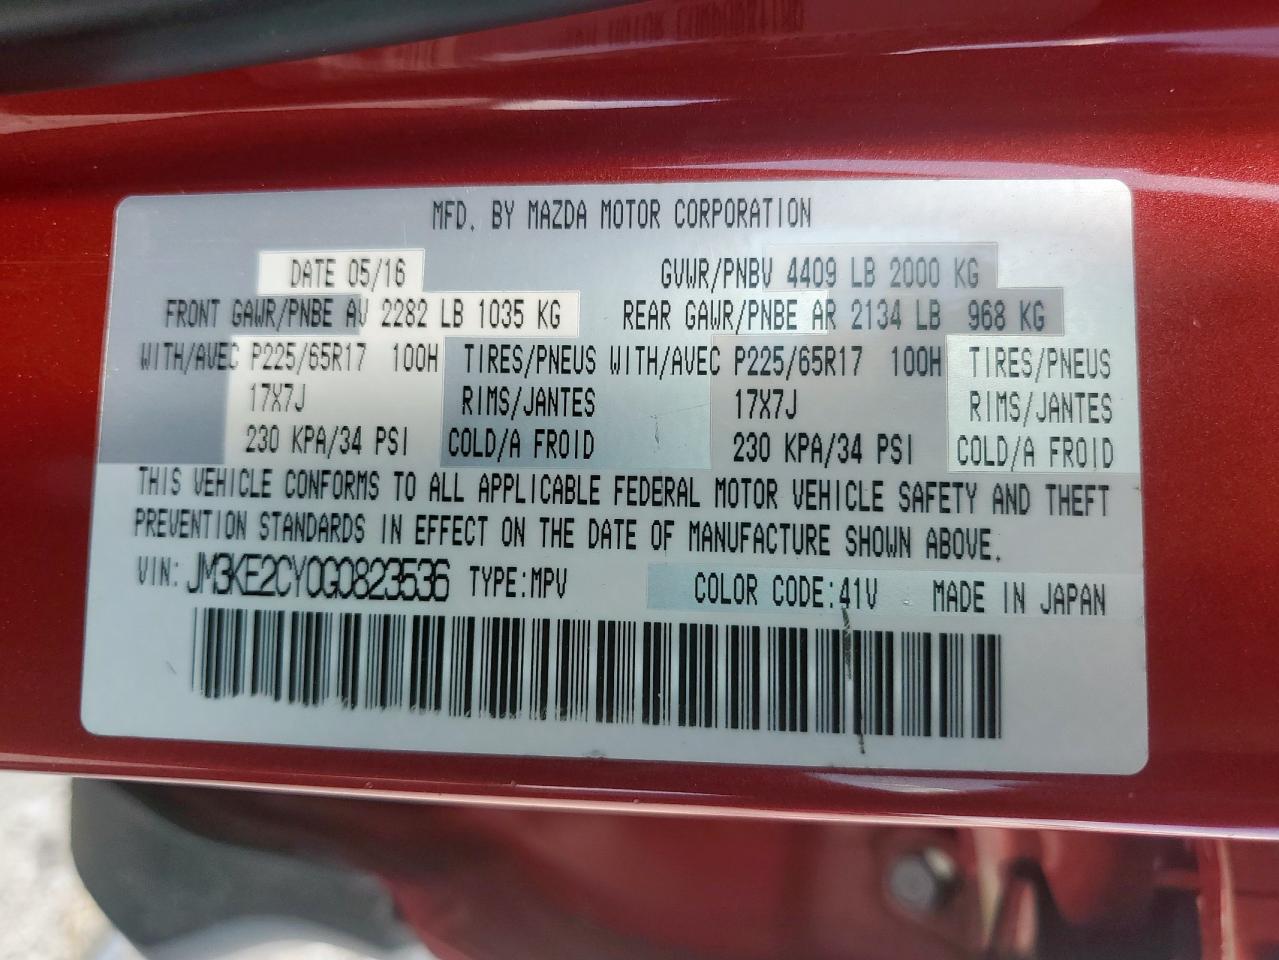 MFD. BY MAZDA MOTOR CORPORATION
DATE 05/16 GVWR/PNBV 4409 LB 2000 KG
FRONT GAWR/PNBE AV 2282 LB 1035 KG REAR GAWR/PNBE AR 2134 LB 968 KG
WITH/AVEC P225/65R17 100H TIRES/PNEUS WITH/AVEC P225/65R17 100H TIRES/PNEUS
17X7J RIMS/JANTES 17X7J RIMS/JANTES
230 KPA/34 PSI COLD/A FROID 230 KPA/34 PSI COLD/A FROID
THIS VEHICLE CONFORMS TO ALL APPLICABLE FEDERAL MOTOR VEHICLE SAFETY AND THEFT
PREVENTION STANDARDS IN EFFECT ON THE DATE OF MANUFACTURE SHOWN ABOVE.
VIN: JM3KE2CY0G0823536 TYPE:MPV COLOR CODE:41V MADE IN JAPAN